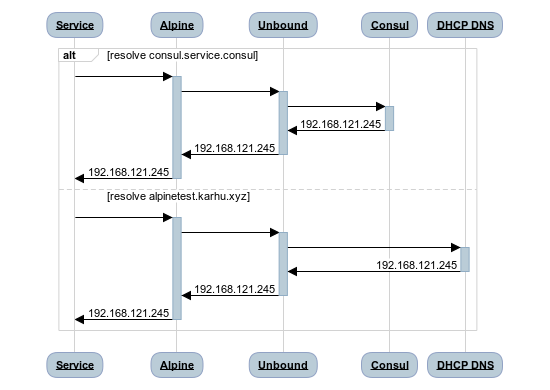 Service Alpine Unbound Consul DHCP DNS
alt [resolve consul.service.consul]
192.168.121.245
192.168.121.245
192.168.121.245
[resolve alpinetest.karhu.xyz]
192.168.121.245
192.168.121.245
192.168.121.245
Service Alpine Unbound Consul DHCP DNS